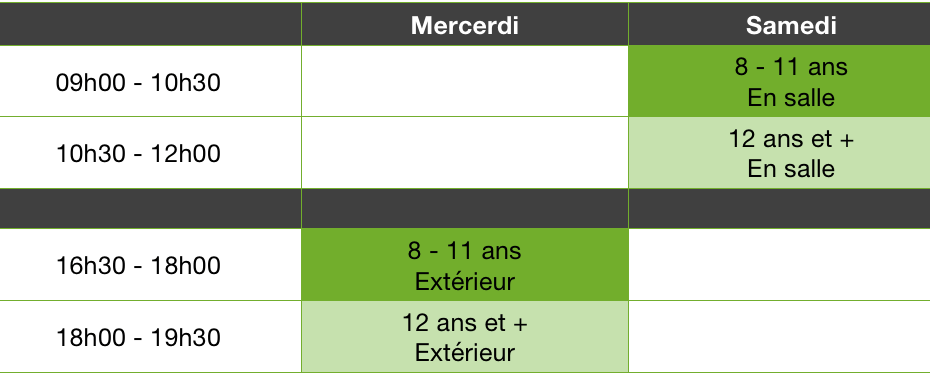 Mercerdi Samedi
09h00 - 10h30 8 - 11 ans
En salle
10h30 - 12h00 12 ans et +
En salle
16h30 - 18h00 8 - 11 ans
Extérieur
18h00 - 19h30 12 ans et +
Extérieur